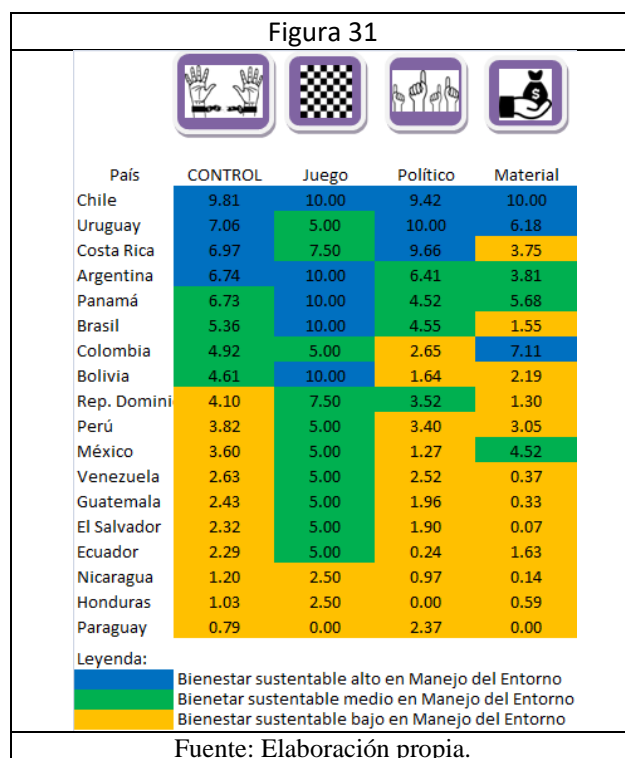 Figura 31
$
País CONTROL Juego Político Material
Chile 9.81 10.00 9.42 10.00
Uruguay 7.06 5.00 10.00 6.18
Costa Rica 6.97 7.50 9.66 3.75
Argentina 6.74 10.00 6.41 3.81
Panamá 6.73 10.00 4.52 5.68
Brasil 5.36 10.00 4.55 1.55
Colombia 4.92 5.00 2.65 7.11
Bolivia 4.61 10.00 1.64 2.19
Rep. Domini 4.10 7.50 3.52 1.30
Perú 3.82 5.00 3.40 3.05
México 3.60 5.00 1.27 4.52
Venezuela 2.63 5.00 2.52 0.37
Guatemala 2.43 5.00 1.96 0.33
El Salvador 2.32 5.00 1.90 0.07
Ecuador 2.29 5.00 0.24 1.63
Nicaragua 1.20 2.50 0.97 0.14
Honduras 1.03 2.50 0.00 0.59
Paraguay 0.79 0.00 2.37 0.00
Leyenda:
Bienestar sustentable alto en Manejo del Entorno
Bienetar sustentable medio en Manejo del Entorno
Bienestar sustentable bajo en Manejo del Entorno
Fuente: Elaboración propia.